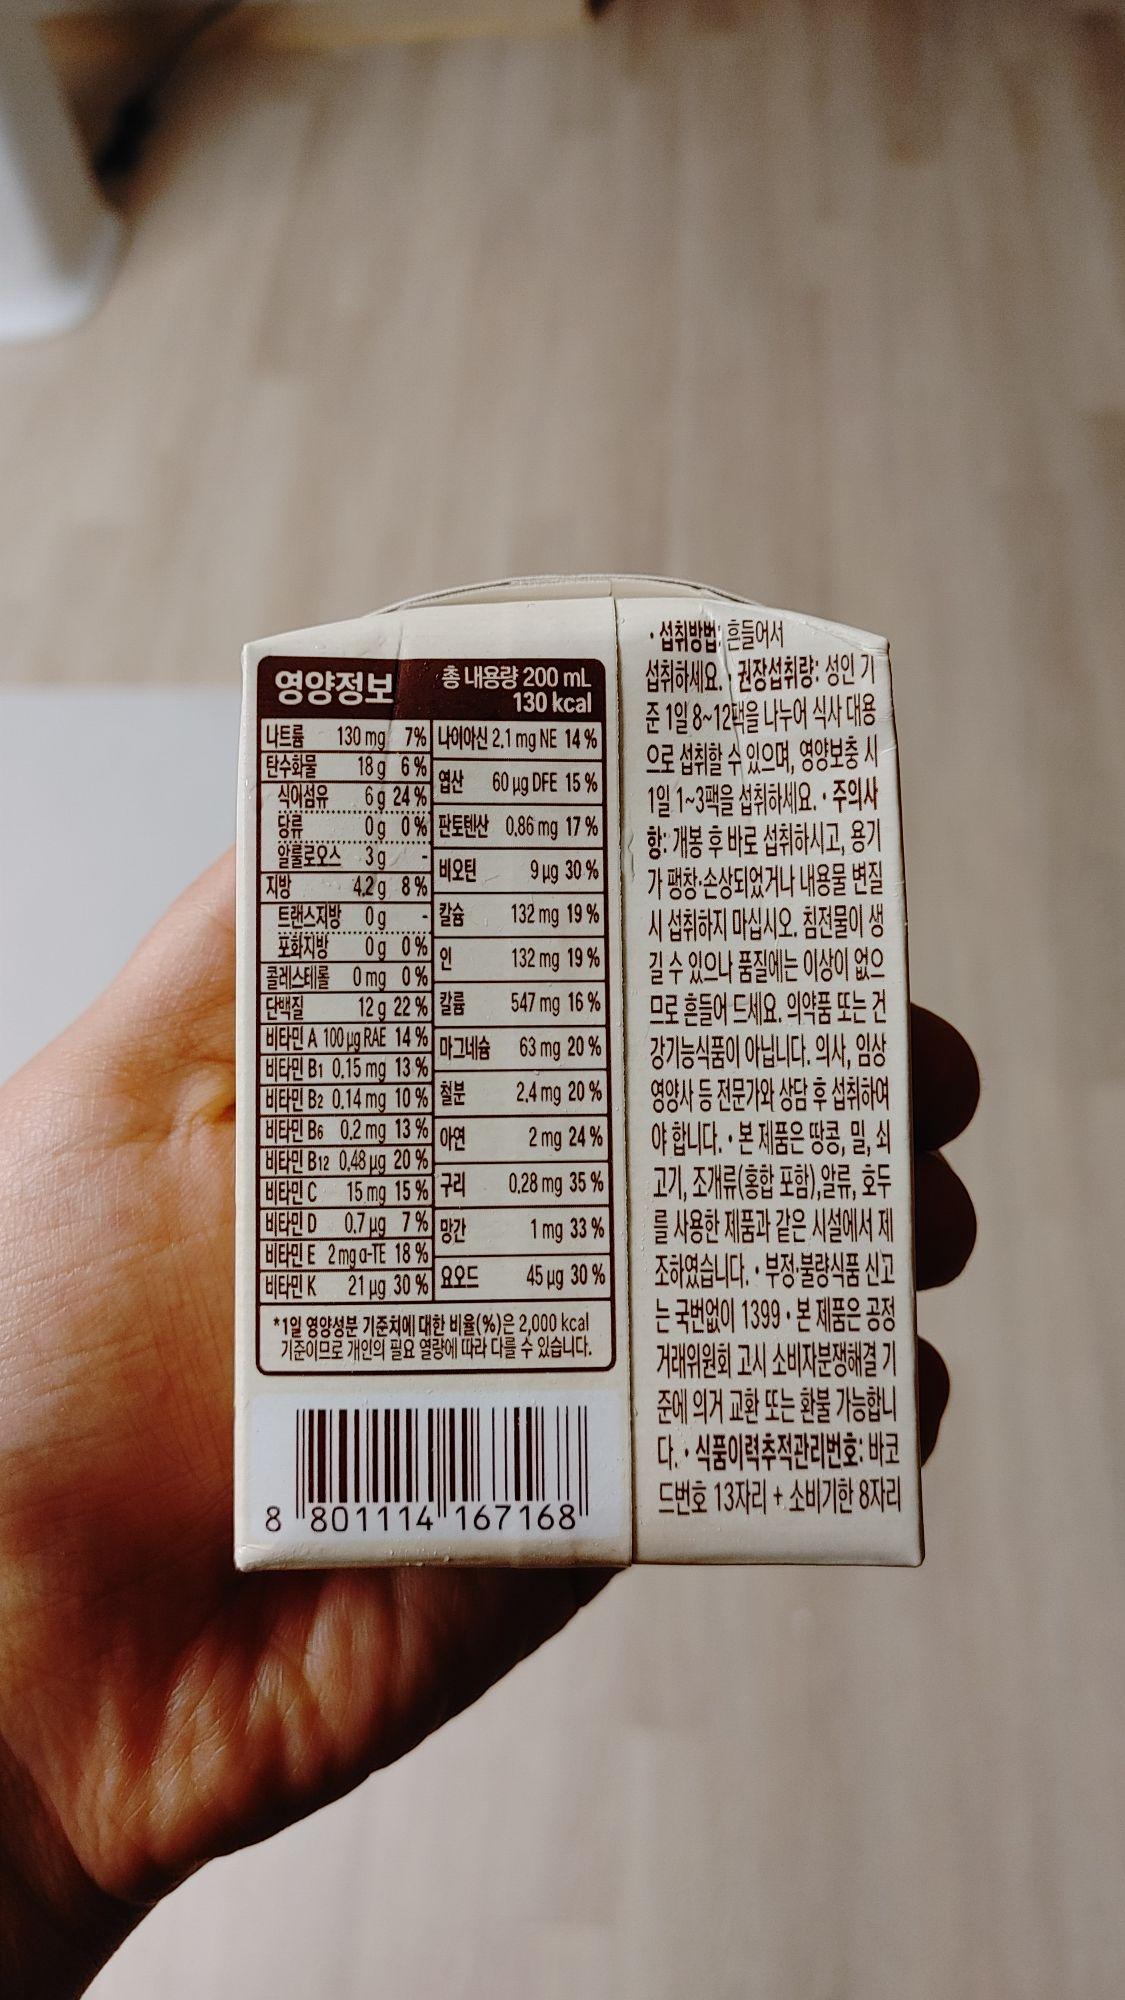 영양정보
총 내용량 200 mL
130 kcal
나트륨 130 mg 7%
탄수화물 18 g 6 %
식이섬유 6 g 24 %
당류 0 g 0 %
알룰로오스 3 g -
지방 4.2 g 8 %
트랜스지방 0 g -
포화지방 0 g 0 %
콜레스테롤 0 mg 0 %
단백질 12 g 22 %
비타민 A 100 μg RAE 14 %
비타민 B1 0.15 mg 13 %
비타민 B2 0.14 mg 10 %
비타민 B6 0.2 mg 13 %
비타민 B12 0.48 μg 20 %
비타민 C 15 mg 15 %
비타민 D 0.7 μg 7 %
비타민 E 2 mg α-TE 18 %
비타민 K 21 μg 30 %
나이아신 2.1 mg NE 14 %
엽산 60 μg DFE 15 %
판토텐산 0.86 mg 17 %
비오틴 9 μg 30 %
칼슘 132 mg 19 %
인 132 mg 19 %
칼륨 547 mg 16 %
마그네슘 63 mg 20 %
철분 2.4 mg 20 %
아연 2 mg 24 %
구리 0.28 mg 35 %
망간 1 mg 33 %
요오드 45 μg 30 %
*1일 영양성분 기준치에 대한 비율(%)은 2,000 kcal
기준이므로 개인의 필요 열량에 따라 다를 수 있습니다.
8 801114 167168
• 섭취방법: 흔들어서
섭취하세요. • 권장섭취량: 성인 기
준 1일 8~12팩을 나누어 식사 대용
으로 섭취할 수 있으며, 영양보충 시
1일 1~3팩을 섭취하세요. • 주의사
항: 개봉 후 바로 섭취하시고, 용기
가 팽창·손상되었거나 내용물 변질
시 섭취하지 마십시오. 침전물이 생
길 수 있으나 품질에는 이상이 없으
므로 흔들어 드세요. 의약품 또는 건
강기능식품이 아닙니다. 의사, 임상
영양사 등 전문가와 상담 후 섭취하여
야 합니다. • 본 제품은 땅콩, 밀, 쇠
고기, 조개류(홍합 포함),알류, 호두
를 사용한 제품과 같은 시설에서 제
조하였습니다. • 부정·불량식품 신고
는 국번없이 1399 • 본 제품은 공정
거래위원회 고시 소비자분쟁해결 기
준에 의거 교환 또는 환불 가능합니
다. • 식품이력추적관리번호: 바코
드번호 13자리 + 소비기한 8자리